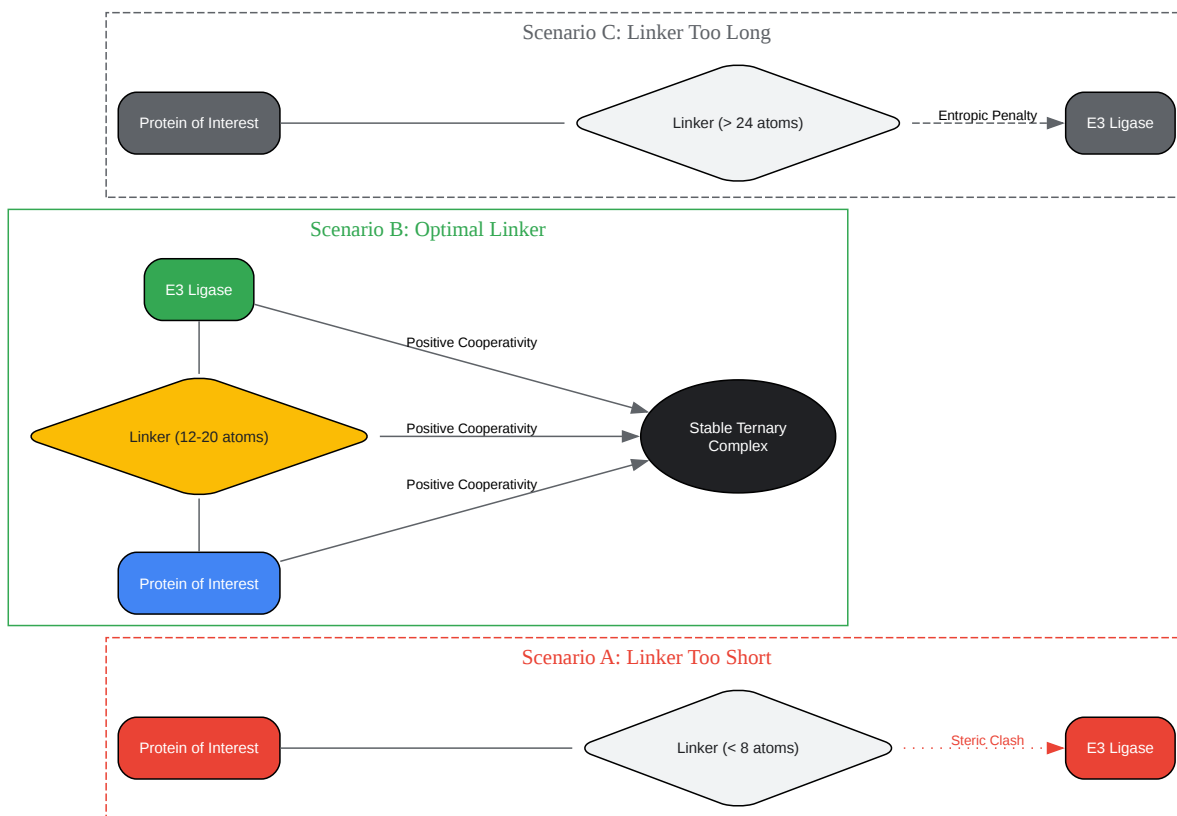 Scenario C: Linker Too Long
Protein of Interest
Linker (> 24 atoms)
Entropic Penalty
E3 Ligase
Scenario B: Optimal Linker
E3 Ligase
Positive Cooperativity
Linker (12-20 atoms)
Positive Cooperativity
Stable Ternary
Complex
Positive Cooperativity
Protein of Interest
Scenario A: Linker Too Short
Protein of Interest
Linker (< 8 atoms)
Steric Clash
E3 Ligase